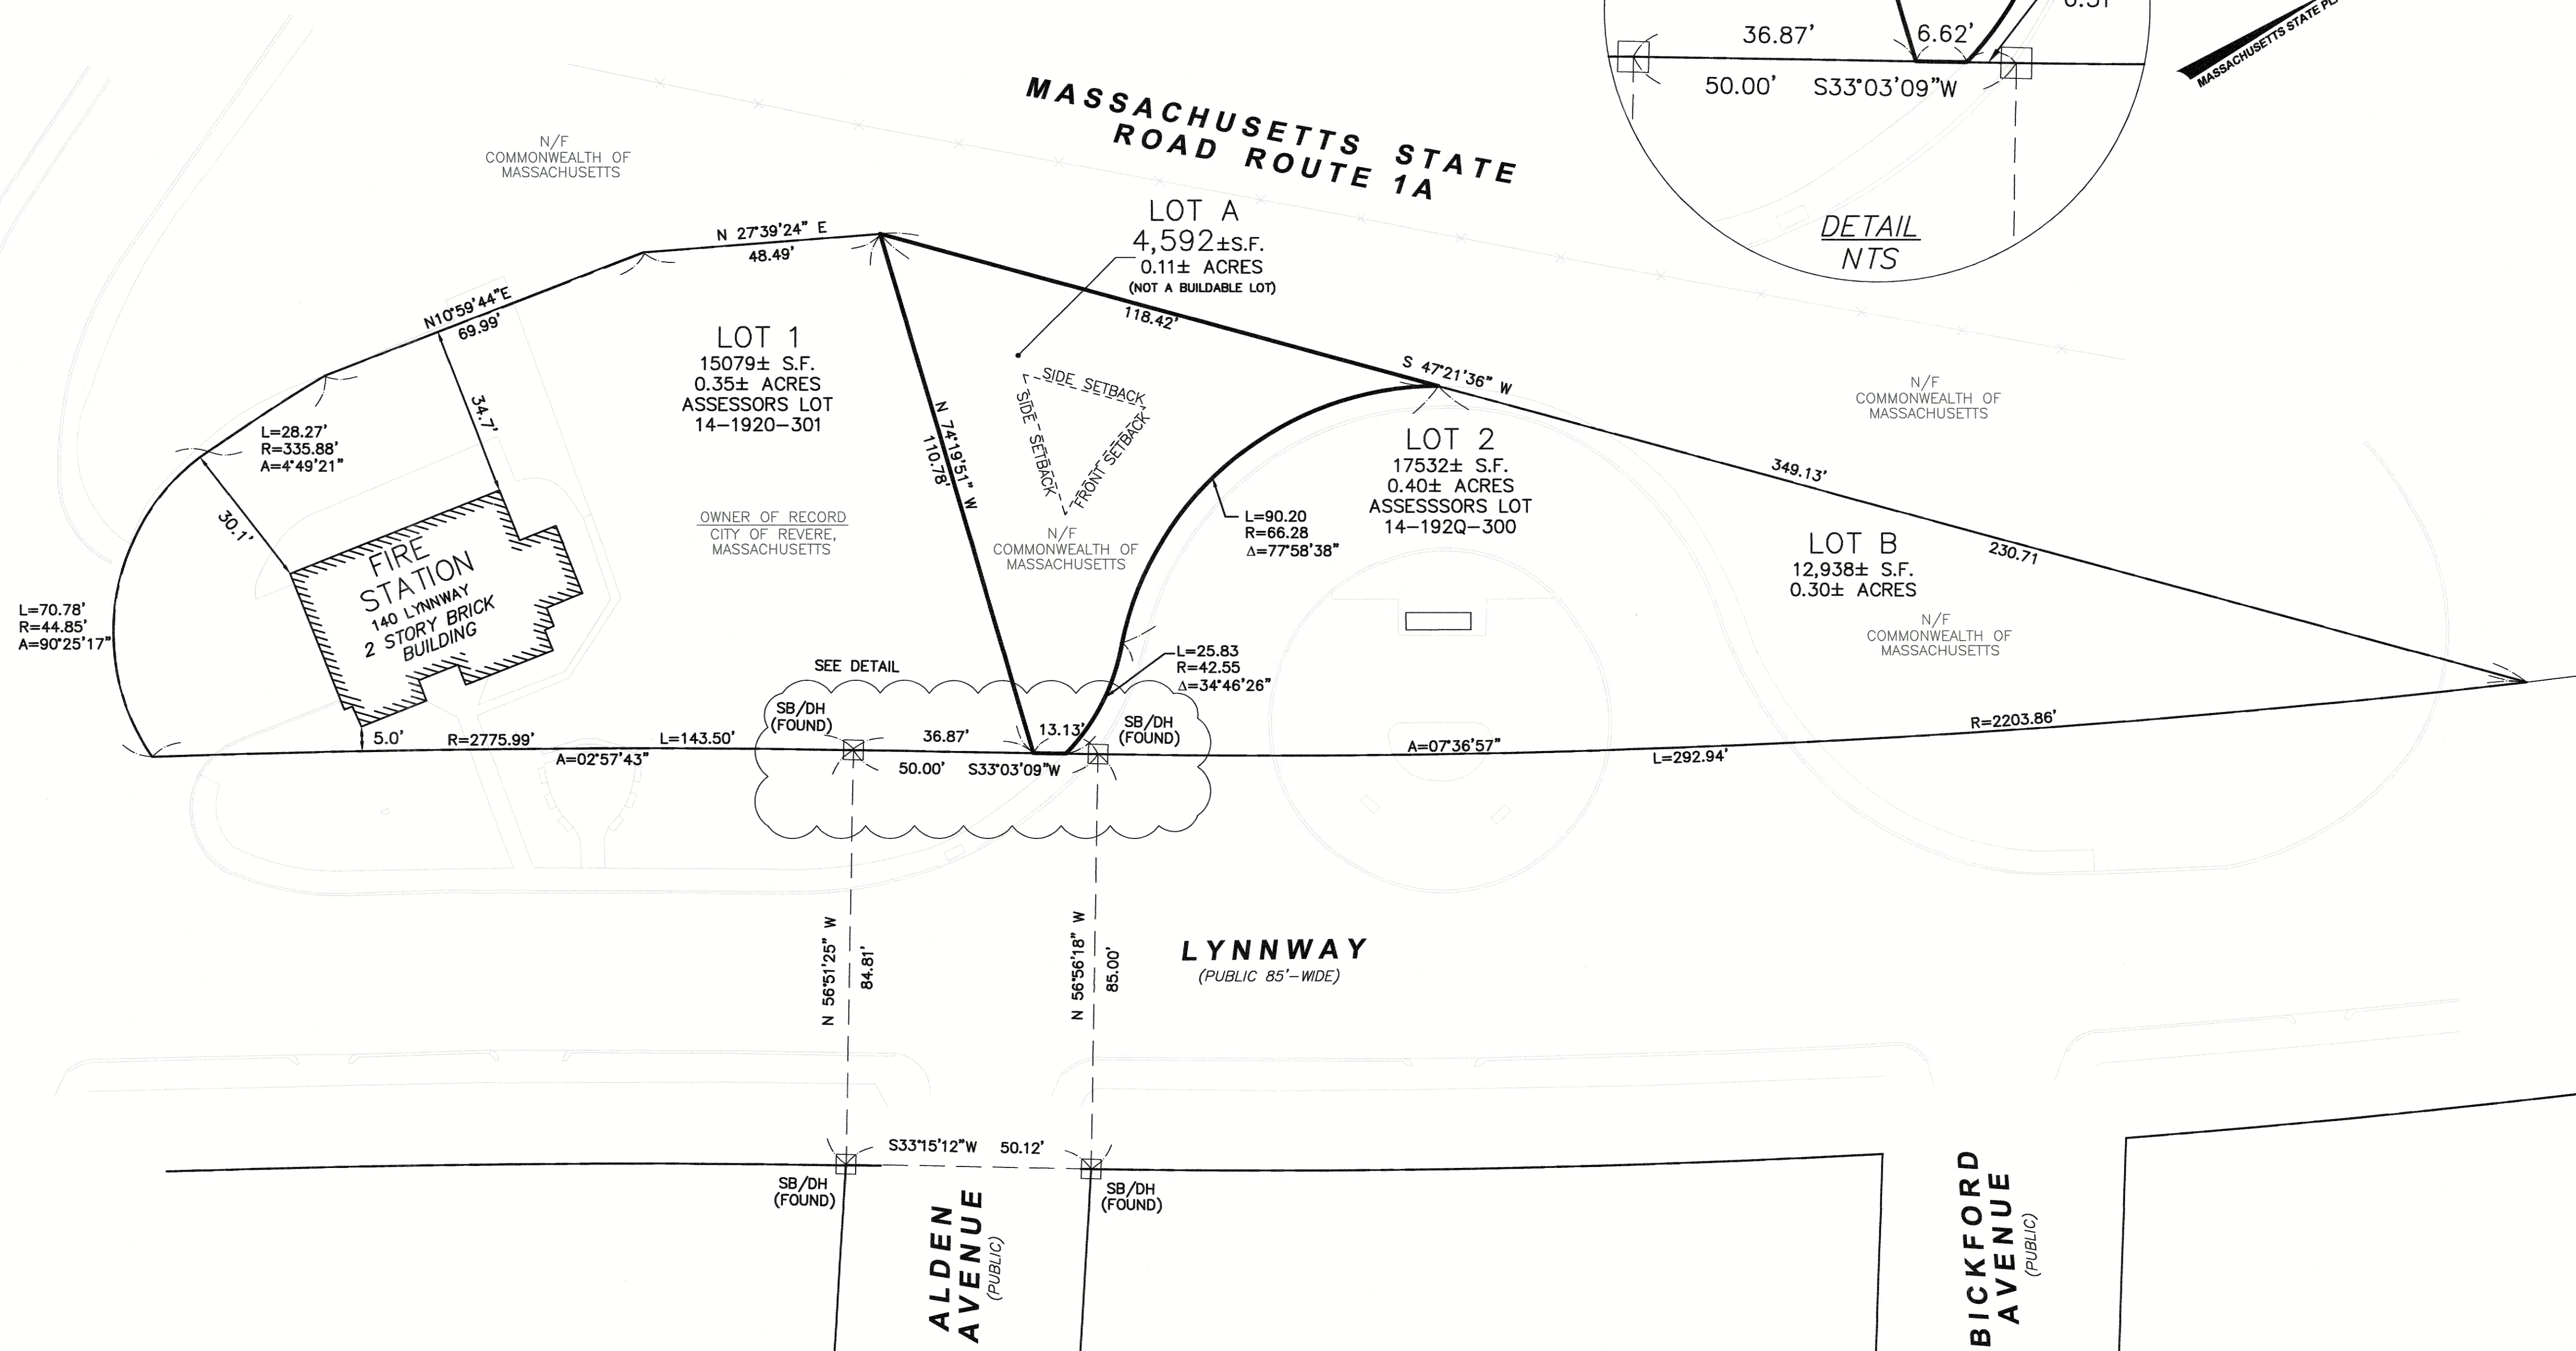 36.87'
6.62'
50.00'
S33°03'09"W
DETAIL
NTS
MASSACHUSETTS STATE
MASSACHUSETTS STATE
ROAD ROUTE 1A
N/F
COMMONWEALTH OF
MASSACHUSETTS
N 27°39'24" E
48.49'
LOT A
4,592±S.F.
0.11± ACRES
(NOT A BUILDABLE LOT)
118.42'
N10°59'44"E
69.99'
LOT 1
15079± S.F.
0.35± ACRES
ASSESSORS LOT
14-1920-301
34.7'
SIDE SETBACK
SIDE SETBACK
FRONT SETBACK
S 47°21'36" W
N/F
COMMONWEALTH OF
MASSACHUSETTS
L=28.27'
R=335.88'
A=4°49'21"
N 74°19'51" W
110.78'
LOT 2
17532± S.F.
0.40± ACRES
ASSESSSORS LOT
14-192Q-300
349.13'
30.1'
OWNER OF RECORD
CITY OF REVERE,
MASSACHUSETTS
N/F
COMMONWEALTH OF
MASSACHUSETTS
L=90.20
R=66.28
Δ=77°58'38"
LOT B
12,938± S.F.
0.30± ACRES
230.71
FIRE
STATION
140 LYNNWAY
2 STORY BRICK
BUILDING
L=70.78'
R=44.85'
A=90°25'17"
N/F
COMMONWEALTH OF
MASSACHUSETTS
SEE DETAIL
L=25.83
R=42.55
Δ=34°46'26"
SB/DH
(FOUND)
36.87'
13.13'
SB/DH
(FOUND)
5.0'
R=2775.99'
L=143.50'
A=02°57'43"
50.00'
S33°03'09"W
A=07°36'57"
R=2203.86'
L=292.94'
N 56°51'25" W
84.81'
N 56°56'18" W
85.00'
LYNNWAY
(PUBLIC 85'-WIDE)
S33°15'12"W
50.12'
SB/DH
(FOUND)
SB/DH
(FOUND)
ALDEN
AVENUE
(PUBLIC)
BICKFORD
AVENUE
(PUBLIC)